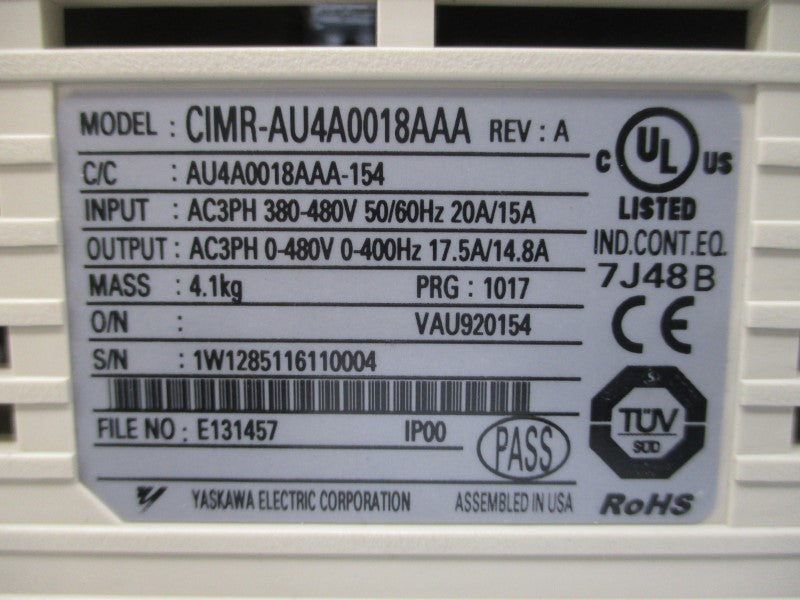 MODEL : CIMR-AU4A0018AAA REV : A
C/C : AU4A0018AAA-154
INPUT : AC3PH 380-480V 50/60Hz 20A/15A
OUTPUT : AC3PH 0-480V 0-400Hz 17.5A/14.8A
MASS : 4.1kg PRG : 1017
O/N : VAU920154
S/N : 1W1285116110004
FILE NO : E131457 IP00
PASS
YASKAWA ELECTRIC CORPORATION ASSEMBLED IN USA
C UL US
LISTED
IND.CONT.EQ.
7J48 B
CE
TÜV
SÜD
RoHS